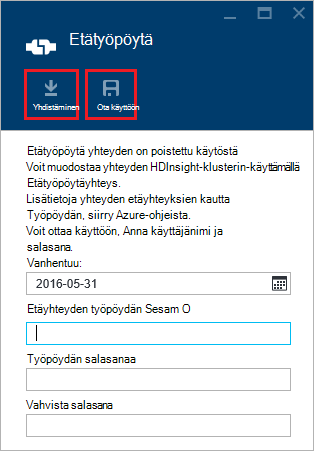 Etätyöpöytä
Yhdistäminen
Ota käyttöön
Etätyöpöytä yhteyden on poistettu käytöstä
Voit muodostaa yhteyden HDInsight-klusterin-käyttämällä
Etätyöpöytäyhteys.
Lisätietoja yhteyden etäyhteyksien kautta
Työpöydän, siirry Azure-ohjeista.
Voit ottaa käyttöön, Anna käyttäjänimi ja
salasana.
Vanhentuu:
2016-05-31
Etäyhteyden työpöydän Sesam O
Työpöydän salasanaa
Vahvista salasana